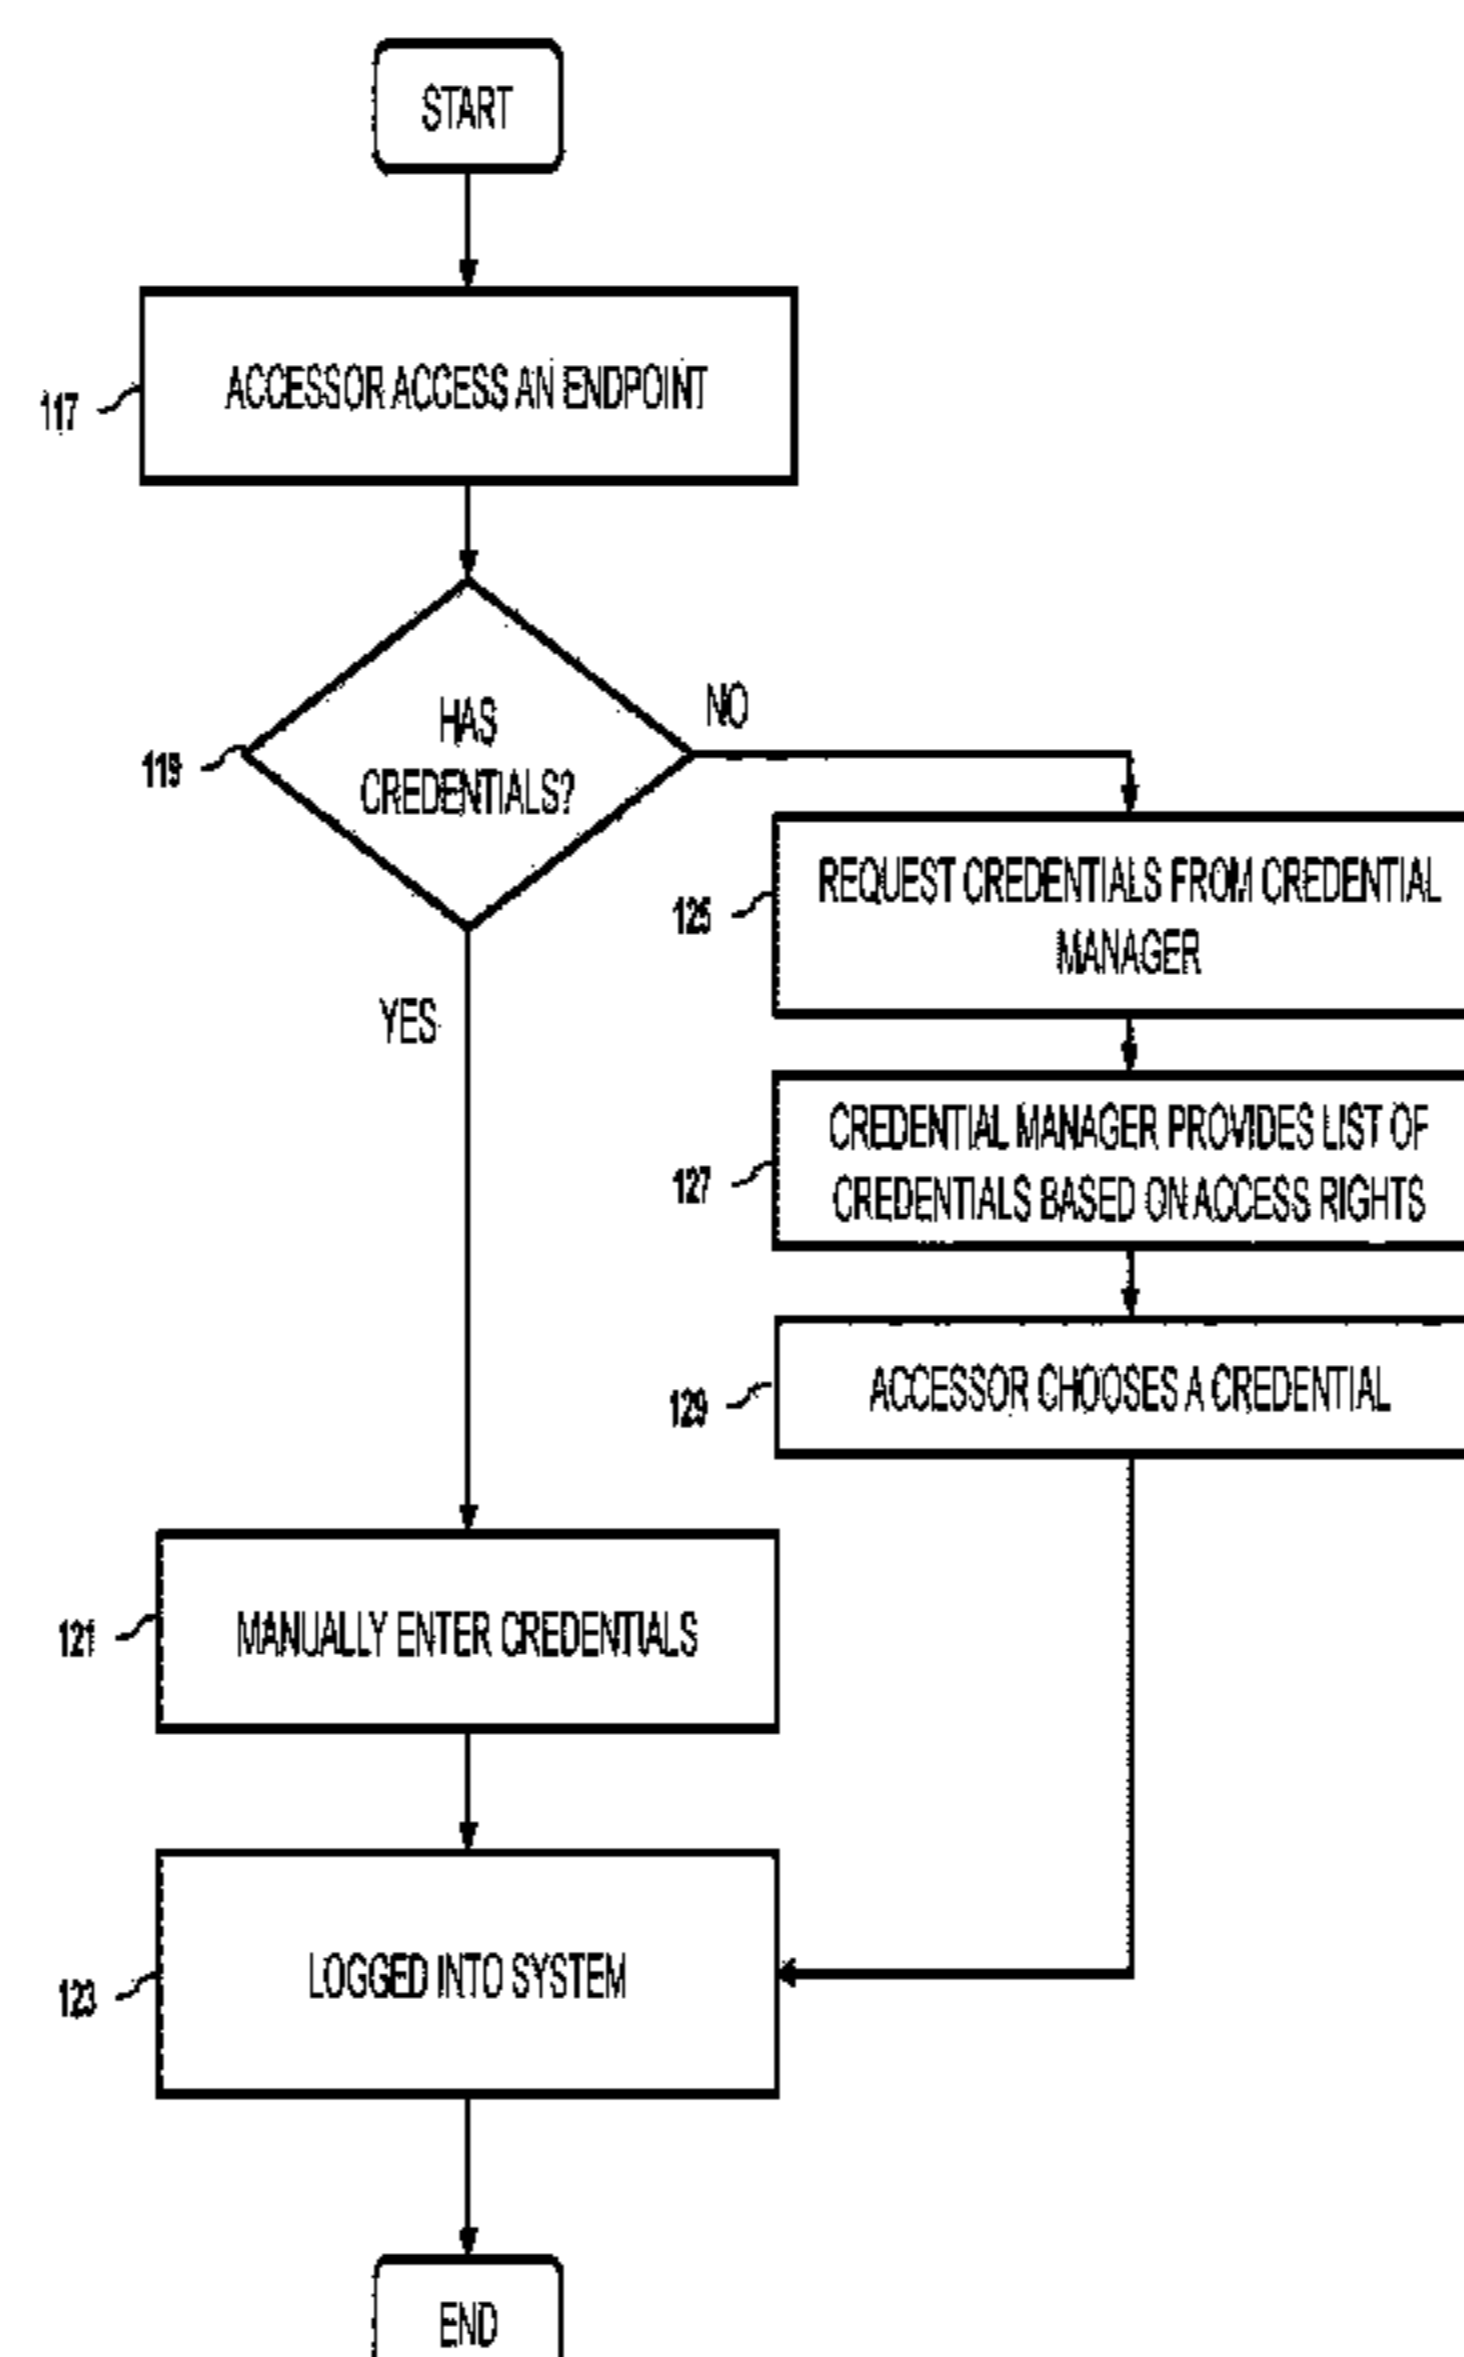 START
117
ACCESSOR ACCESS AN ENDPOINT
119
HAS
CREDENTIALS?
NO
125
REQUEST CREDENTIALS FROM CREDENTIAL
MANAGER
YES
127
CREDENTIAL MANAGER PROVIDES LIST OF
CREDENTIALS BASED ON ACCESS RIGHTS
129
ACCESSOR CHOOSES A CREDENTIAL
121
MANUALLY ENTER CREDENTIALS
123
LOGGED INTO SYSTEM
END